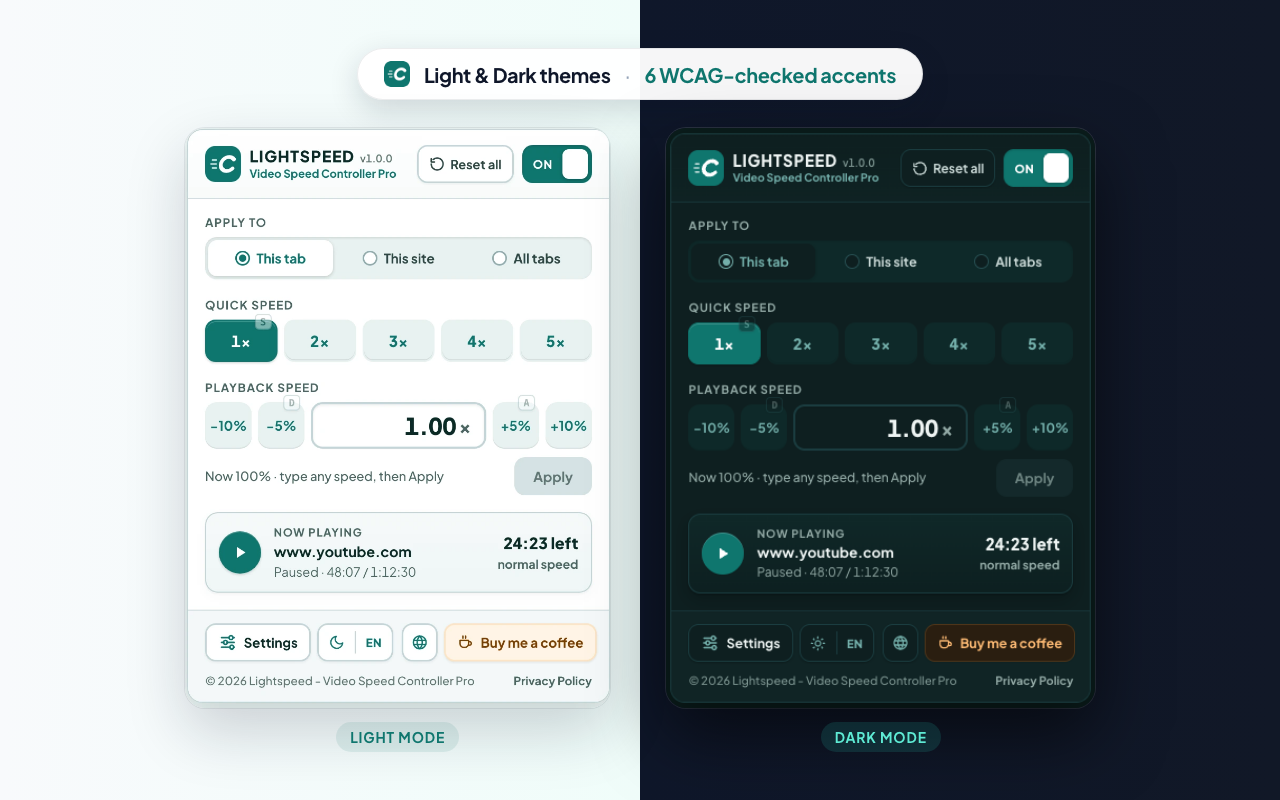 Light & Dark themes · 6 WCAG-checked accents
LIGHTSPEED v1.0.0
Video Speed Controller Pro
Reset all
ON
APPLY TO
This tab
This site
All tabs
QUICK SPEED
S
1×
2×
3×
4×
5×
PLAYBACK SPEED
D
A
-10%
-5%
1.00 ×
+5%
+10%
Now 100% · type any speed, then Apply
Apply
NOW PLAYING
www.youtube.com
Paused · 48:07 / 1:12:30
24:23 left
normal speed
Settings
EN
Buy me a coffee
© 2026 Lightspeed - Video Speed Controller Pro
Privacy Policy
LIGHT MODE
LIGHTSPEED v1.0.0
Video Speed Controller Pro
Reset all
ON
APPLY TO
This tab
This site
All tabs
QUICK SPEED
S
1×
2×
3×
4×
5×
PLAYBACK SPEED
D
A
-10%
-5%
1.00 ×
+5%
+10%
Now 100% · type any speed, then Apply
Apply
NOW PLAYING
www.youtube.com
Paused · 48:07 / 1:12:30
24:23 left
normal speed
Settings
EN
Buy me a coffee
© 2026 Lightspeed - Video Speed Controller Pro
Privacy Policy
DARK MODE